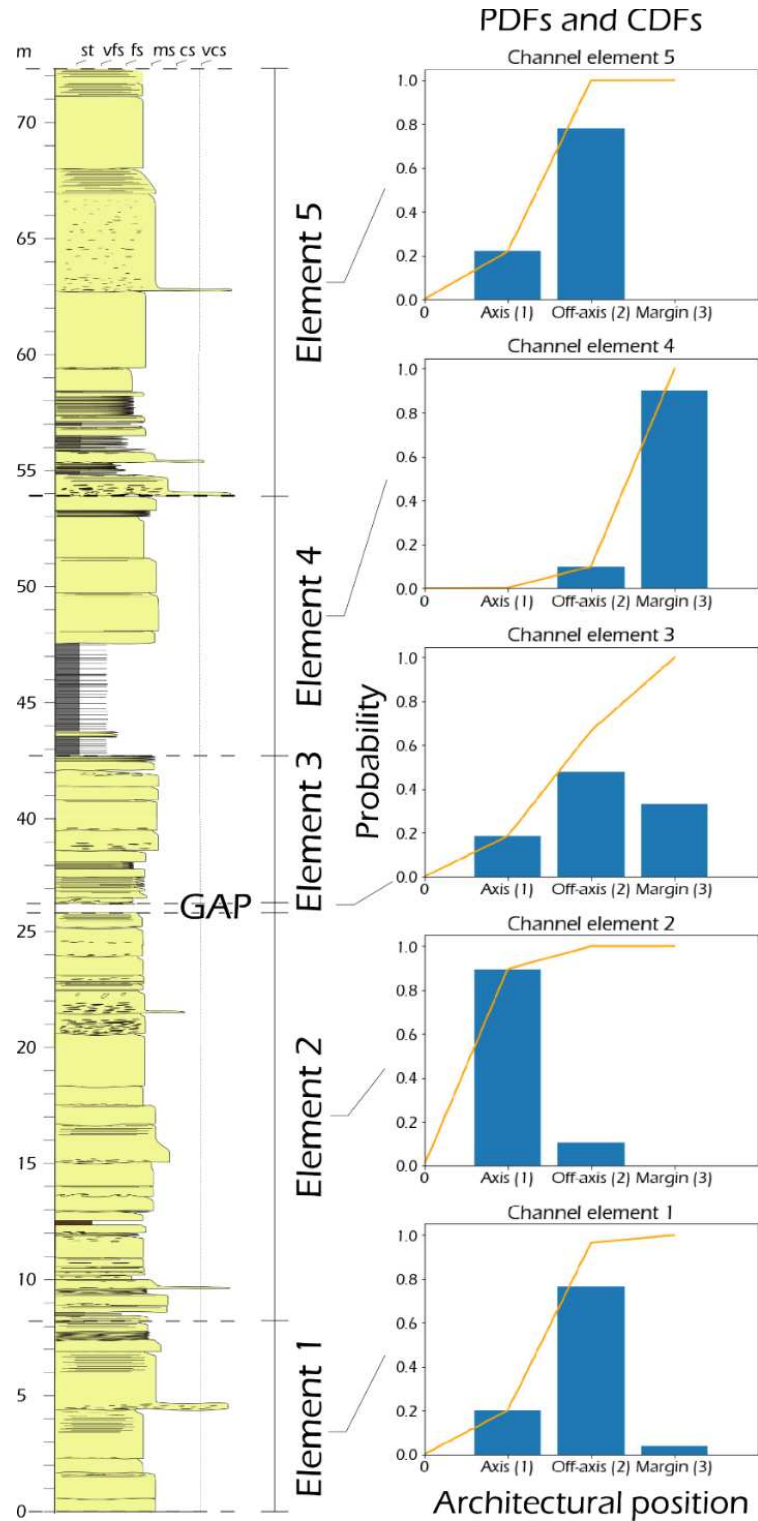 PDFs and CDFs
m st vfs fs ms cs vcs
70
65
60
55
50
45
40
25
20
15
10
5
0
GAP
Element 5
Element 4
Element 3
Element 2
Element 1
Probability
Channel element 5
1.0
0.8
0.6
0.4
0.2
0.0
0 Axis (1) Off-axis (2) Margin (3)
Channel element 4
1.0
0.8
0.6
0.4
0.2
0.0
0 Axis (1) Off-axis (2) Margin (3)
Channel element 3
1.0
0.8
0.6
0.4
0.2
0.0
0 Axis (1) Off-axis (2) Margin (3)
Channel element 2
1.0
0.8
0.6
0.4
0.2
0.0
0 Axis (1) Off-axis (2) Margin (3)
Channel element 1
1.0
0.8
0.6
0.4
0.2
0.0
0 Axis (1) Off-axis (2) Margin (3)
Architectural position